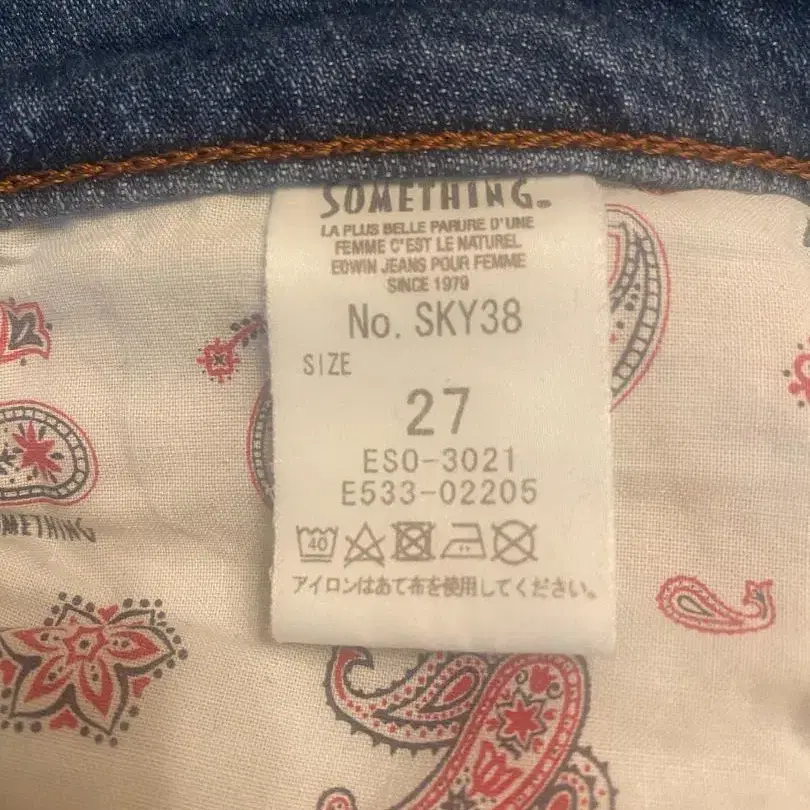 SOMETHING
LA PLUS BELLE PARURE D'UNE
FEMME C'EST LE NATUREL
EDWIN JEANS POUR FEMME
SINCE 1979
No. SKY38
SIZE
27
ESO-3021
E533-02205
40
アイロンはあて布を使用してください。
SOMETHING